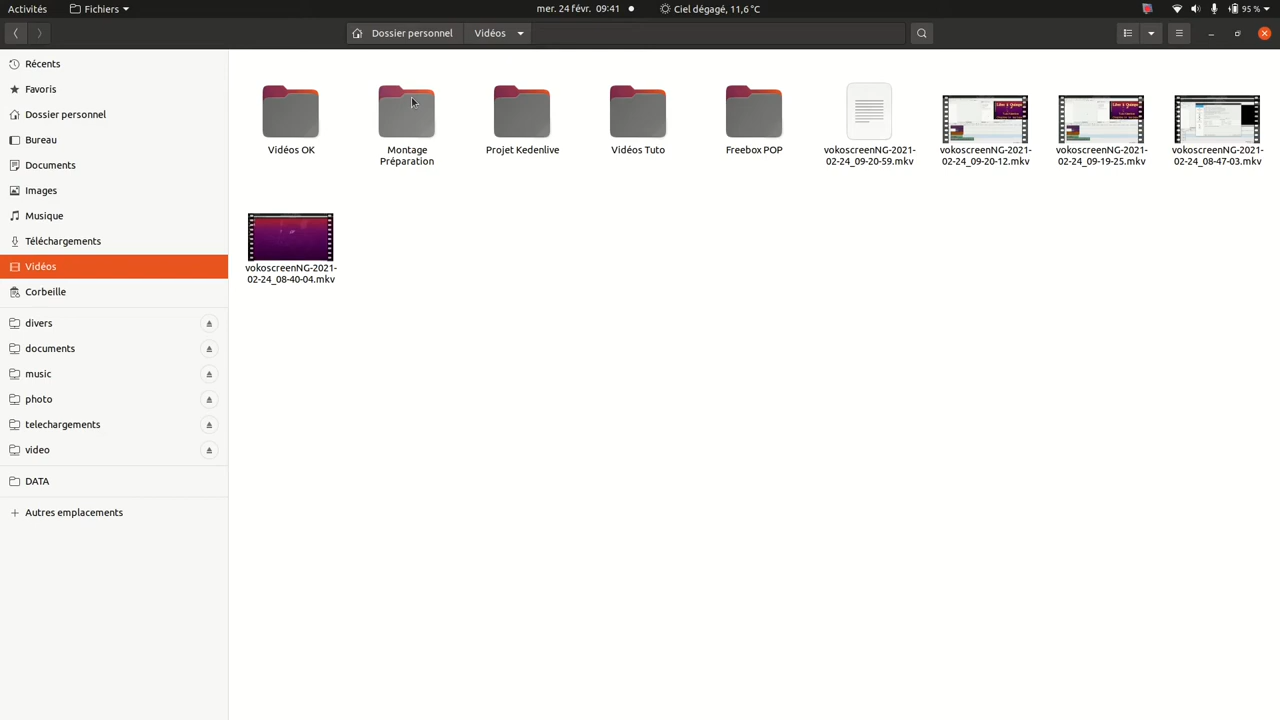 Activités
Fichiers
mer. 24 févr. 09:41
Ciel dégagé, 11,6°C
95 %
Dossier personnel
Vidéos
Récents
Favoris
Dossier personnel
Bureau
Documents
Images
Musique
Téléchargements
Vidéos
Corbeille
divers
documents
music
photo
telechargements
video
DATA
Autres emplacements
Vidéos OK
Montage
Préparation
Projet Kedenlive
Vidéos Tuto
Freebox POP
vokoscreenNG-2021-
02-24_09-20-59.mkv
vokoscreenNG-2021-
02-24_09-20-12.mkv
vokoscreenNG-2021-
02-24_09-19-25.mkv
vokoscreenNG-2021-
02-24_08-47-03.mkv
vokoscreenNG-2021-
02-24_08-40-04.mkv